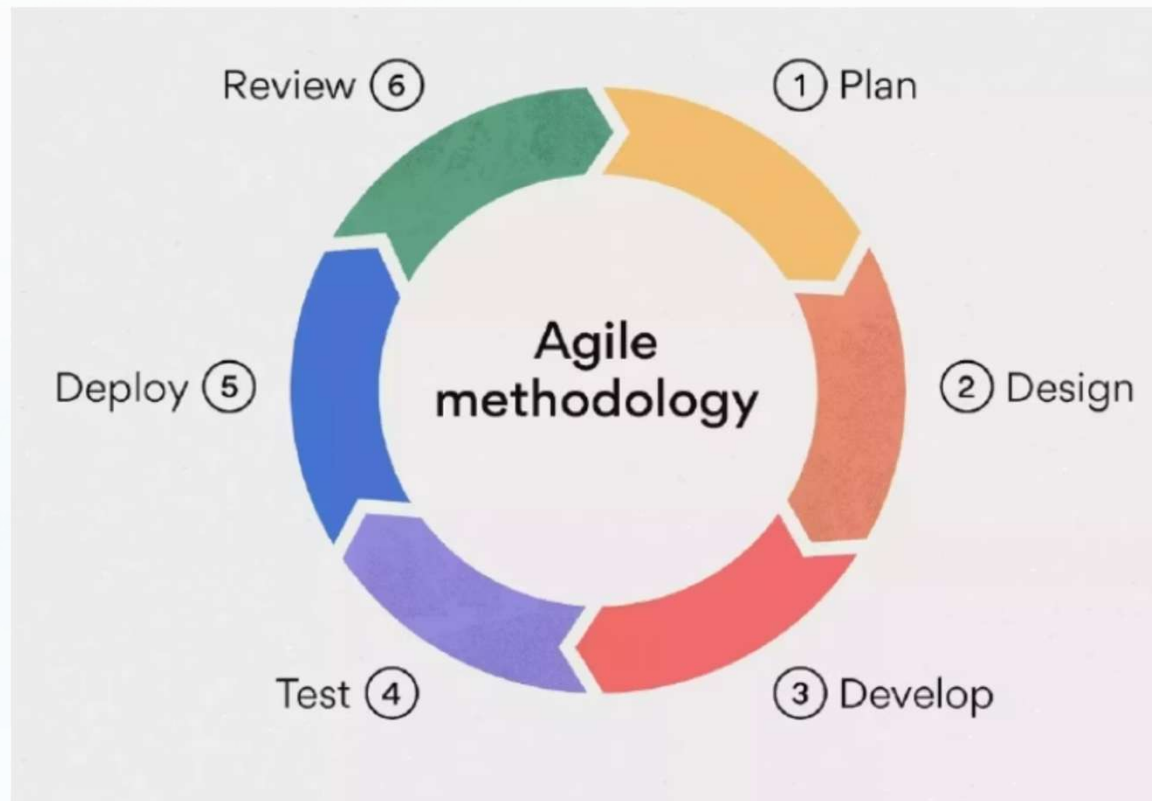 Review 6
1 Plan
Agile
methodology
Deploy 5
2 Design
Test 4
3 Develop